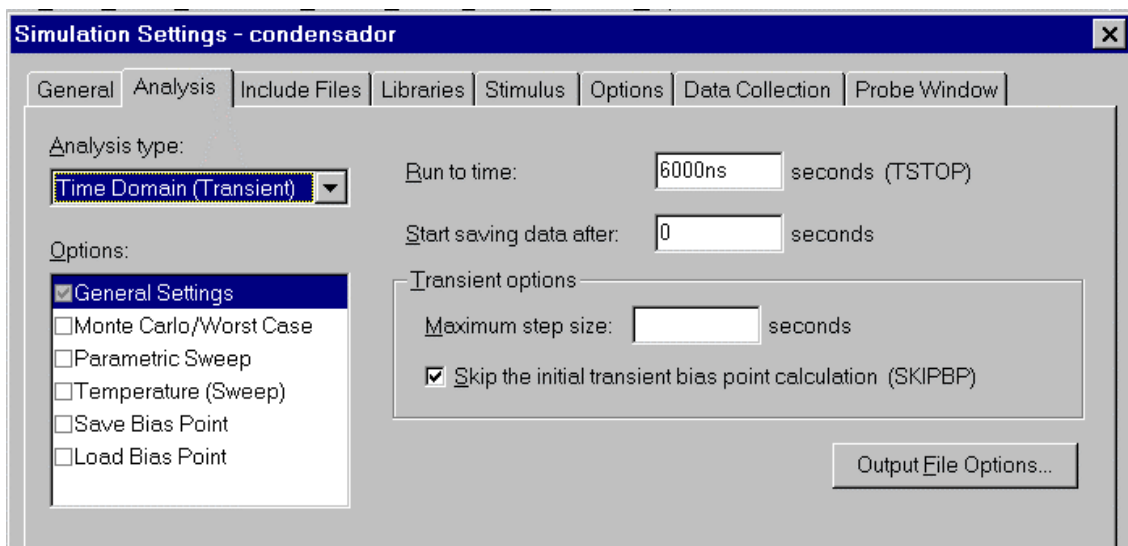 Simulation Settings - condensador
General Analysis Include Files Libraries Stimulus Options Data Collection Probe Window
Analysis type:
Time Domain (Transient)
Options:
General Settings
Monte Carlo/Worst Case
Parametric Sweep
Temperature (Sweep)
Save Bias Point
Load Bias Point
Run to time: 6000ns seconds (TSTOP)
Start saving data after: 0 seconds
Transient options
Maximum step size: seconds
Skip the initial transient bias point calculation (SKIPBP)
Output File Options...